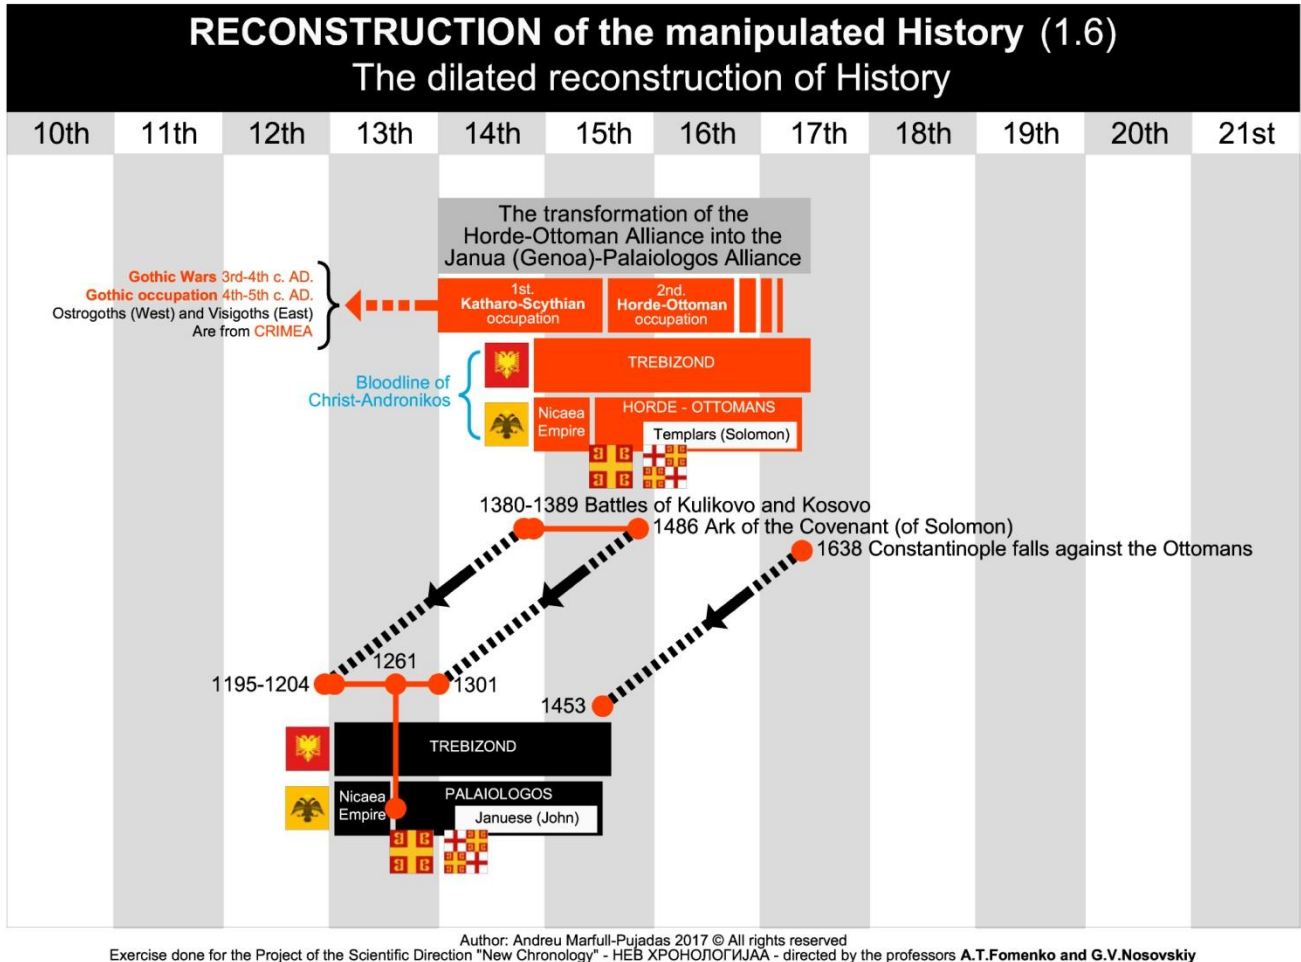 RECONSTRUCTION of the manipulated History (1.6)
The dilated reconstruction of History
10th 11th 12th 13th 14th 15th 16th 17th 18th 19th 20th 21st
The transformation of the
Horde-Ottoman Alliance into the
Janua (Genoa)-Palaiologos Alliance
Gothic Wars 3rd-4th c. AD.
Gothic occupation 4th-5th c. AD.
Ostrogoths (West) and Visigoths (East)
Are from CRIMEA
1st.
Katharo-Scythian
occupation
2nd.
Horde-Ottoman
occupation
Bloodline of
Christ-Andronikos
TREBIZOND
Nicaea
Empire
HORDE - OTTOMANS
Templars (Solomon)
1380-1389 Battles of Kulikovo and Kosovo
1486 Ark of the Covenant (of Solomon)
1638 Constantinople falls against the Ottomans
1261
1195-1204
1301
1453
TREBIZOND
Nicaea
Empire
PALAIOLOGOS
Januese (John)
Author: Andreu Marfull-Pujadas 2017 © All rights reserved
Exercise done for the Project of the Scientific Direction "New Chronology" - НЕВ ХРОНОЛОГИЈАА - directed by the professors A.T.Fomenko and G.V.Nosovskiy